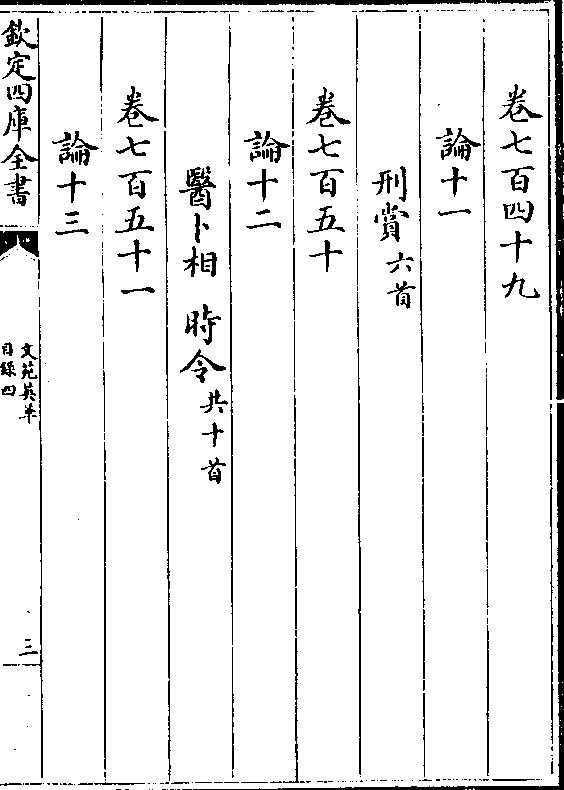 卷七百四十九
論十一
刑賞六首
卷七百五十
論十二
醫卜相 時令共十首
卷七百五十一
論十三
欽定四庫全書
文苑英華
目錄四
三